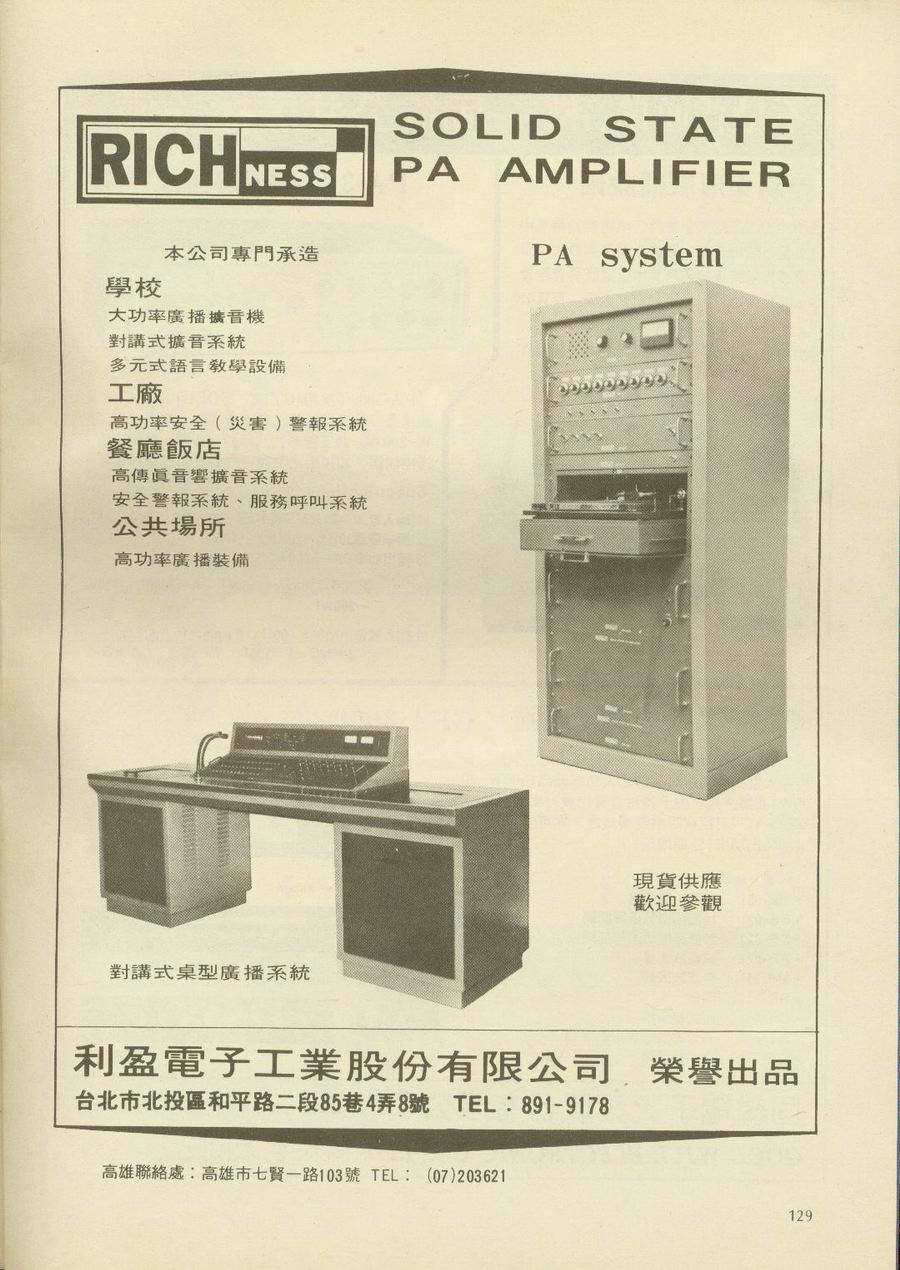 RICHNESS
SOLID STATE
PA AMPLIFIER
本公司專門承造
學校
大功率廣播擴音機
對講式擴音系統
多元式語言教學設備
工廠
高功率安全（災害）警報系統
餐廳飯店
高傳眞音響擴音系統
安全警報系統、服務呼叫系統
公共場所
高功率廣播裝備
PA system
現貨供應
歡迎參觀
對講式桌型廣播系統
利盈電子工業股份有限公司 榮譽出品
台北市北投區和平路二段85巷4弄8號 TEL：891-9178
高雄聯絡處：高雄市七賢一路103號 TEL： (07)203621
129